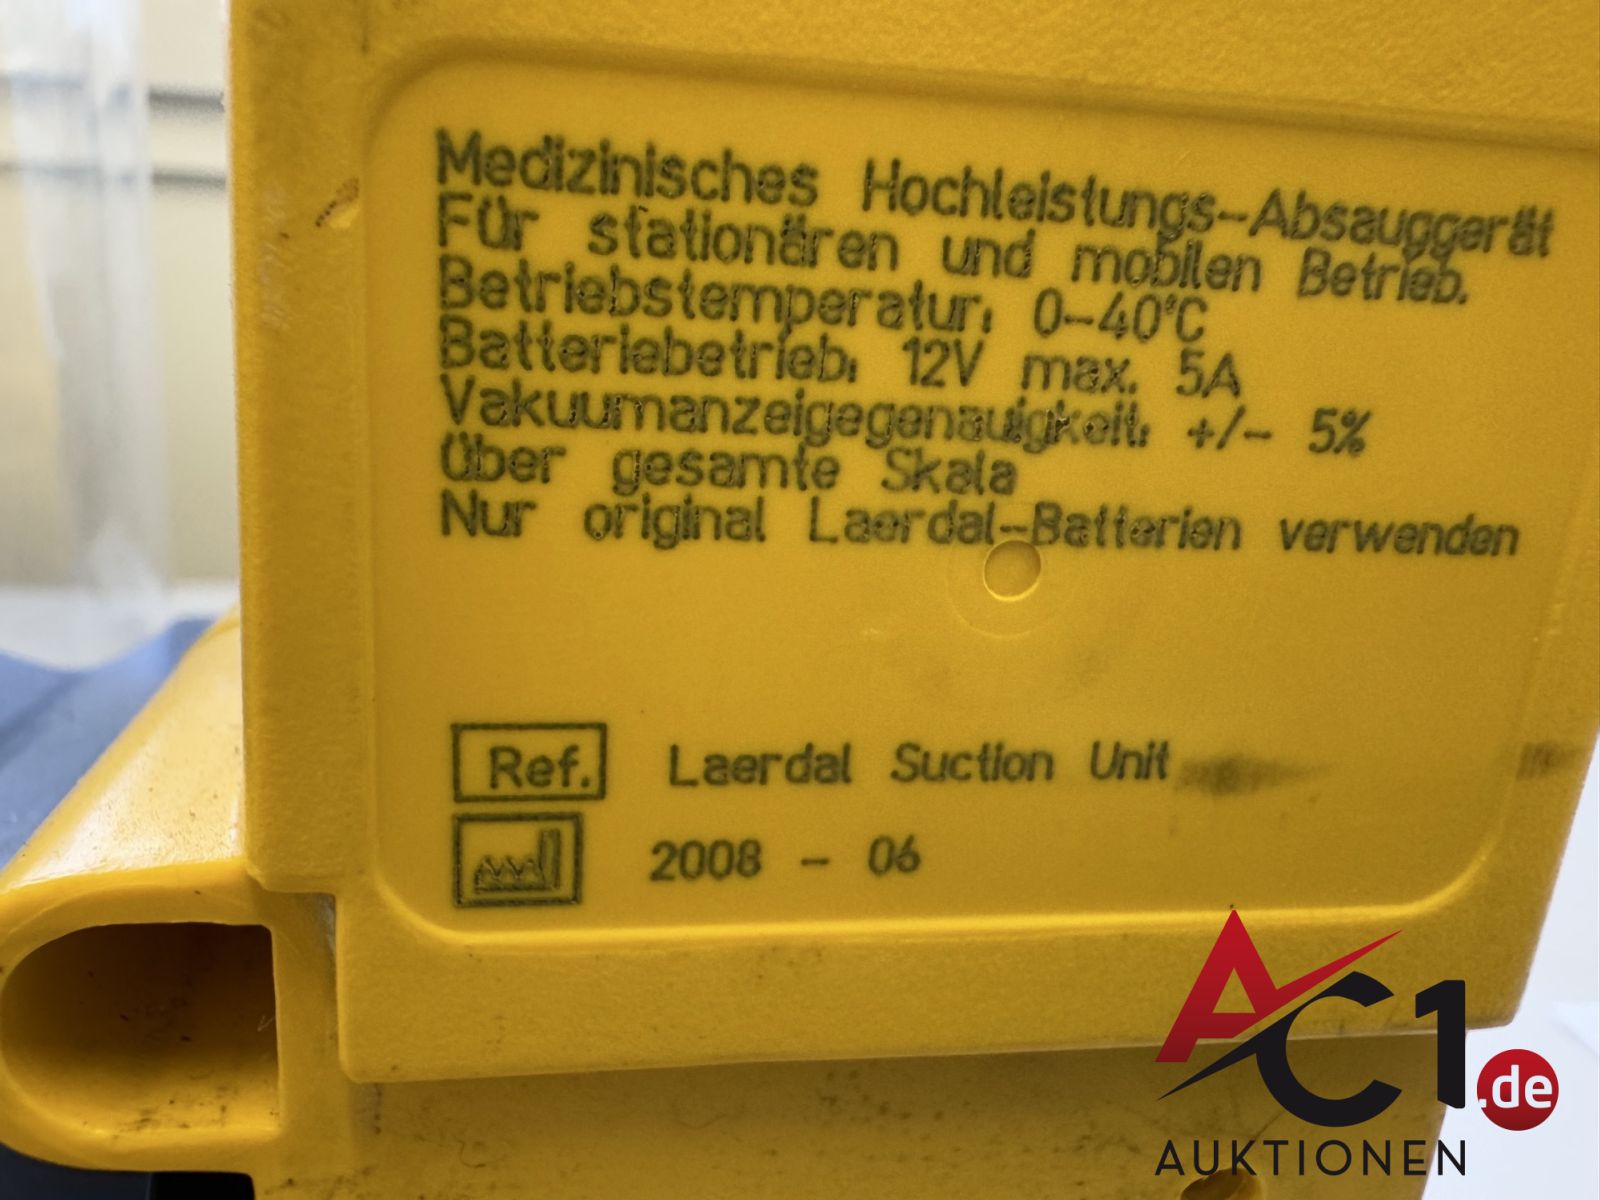 Medizinisches Hochleistungs-Absauggerät
Für stationären und mobilen Betrieb.
Betriebstemperatur: 0-40°C
Batteriebetrieb: 12V max. 5A
Vakuumanzeigegenauigkeit: +/- 5%
über gesamte Skala
Nur original Laerdal-Batterien verwenden
Ref. Laerdal Suction Unit
2008 - 06
AC1.de
AUKTIONEN